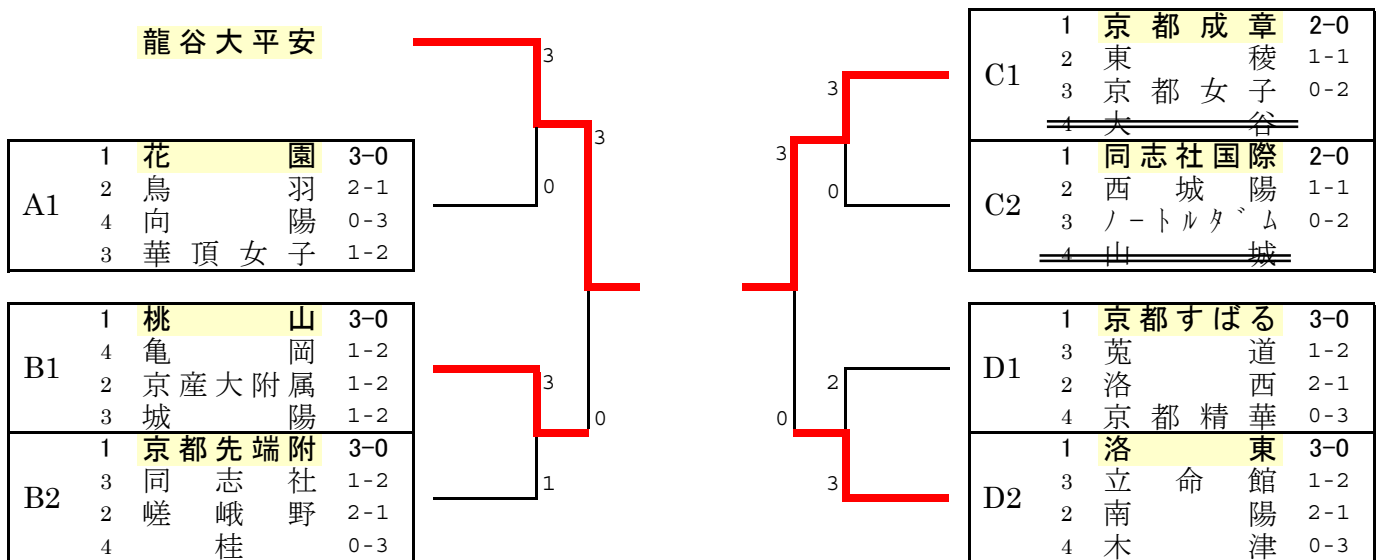 龍谷大平安
A1
1 花園 3-0
2 鳥羽 2-1
4 向陽 0-3
3 華頂女子 1-2
B1
1 桃山 3-0
4 亀岡 1-2
2 京産大附属 1-2
3 城陽 1-2
B2
1 京都先端附 3-0
3 同志社 1-2
2 嵯峨野 2-1
4 桂 0-3
3
0
3
3
1
0
3
0
3
2
3
0
C1
1 京都成章 2-0
2 東稜 1-1
3 京都女子 0-2
4 大谷
C2
1 同志社国際 2-0
2 西城陽 1-1
3 ノートルダム 0-2
4 山城
D1
1 京都すばる 3-0
3 莵道 1-2
2 洛西 2-1
4 京都精華 0-3
D2
1 洛東 3-0
3 立命館 1-2
2 南陽 2-1
4 木津 0-3